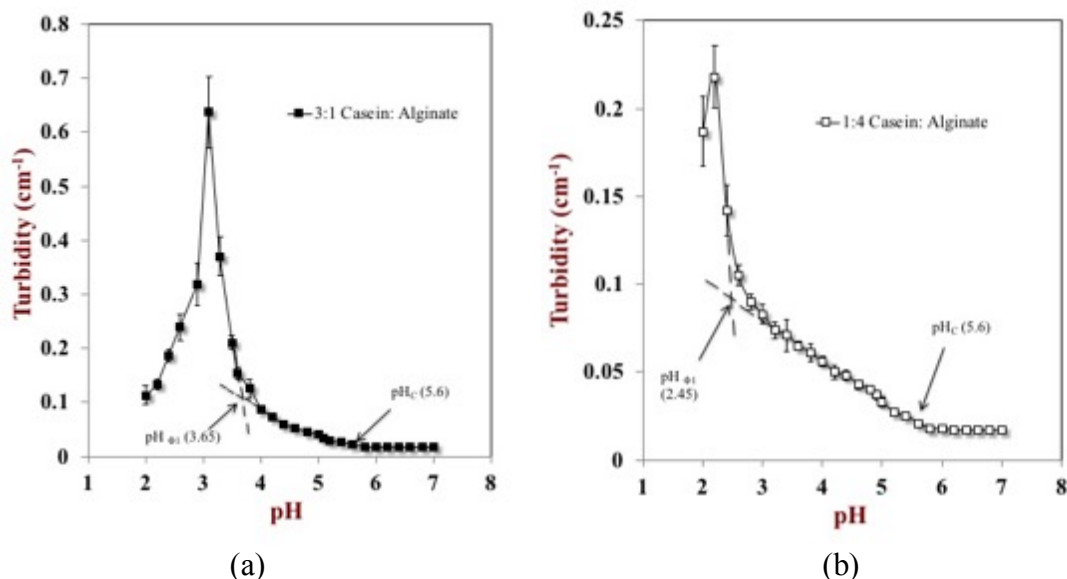 0.8
0.7
0.6
0.5
0.4
0.3
0.2
0.1
0
Turbidity (cm⁻¹)
3:1 Casein: Alginate
pH Φ1 (3.65)
pHC (5.6)
1 2 3 4 5 6 7 8
pH
(a)
0.25
0.2
0.15
0.1
0.05
0
Turbidity (cm⁻¹)
1:4 Casein: Alginate
pHC (5.6)
pH Φ1
(2.45)
1 2 3 4 5 6 7 8
pH
(b)